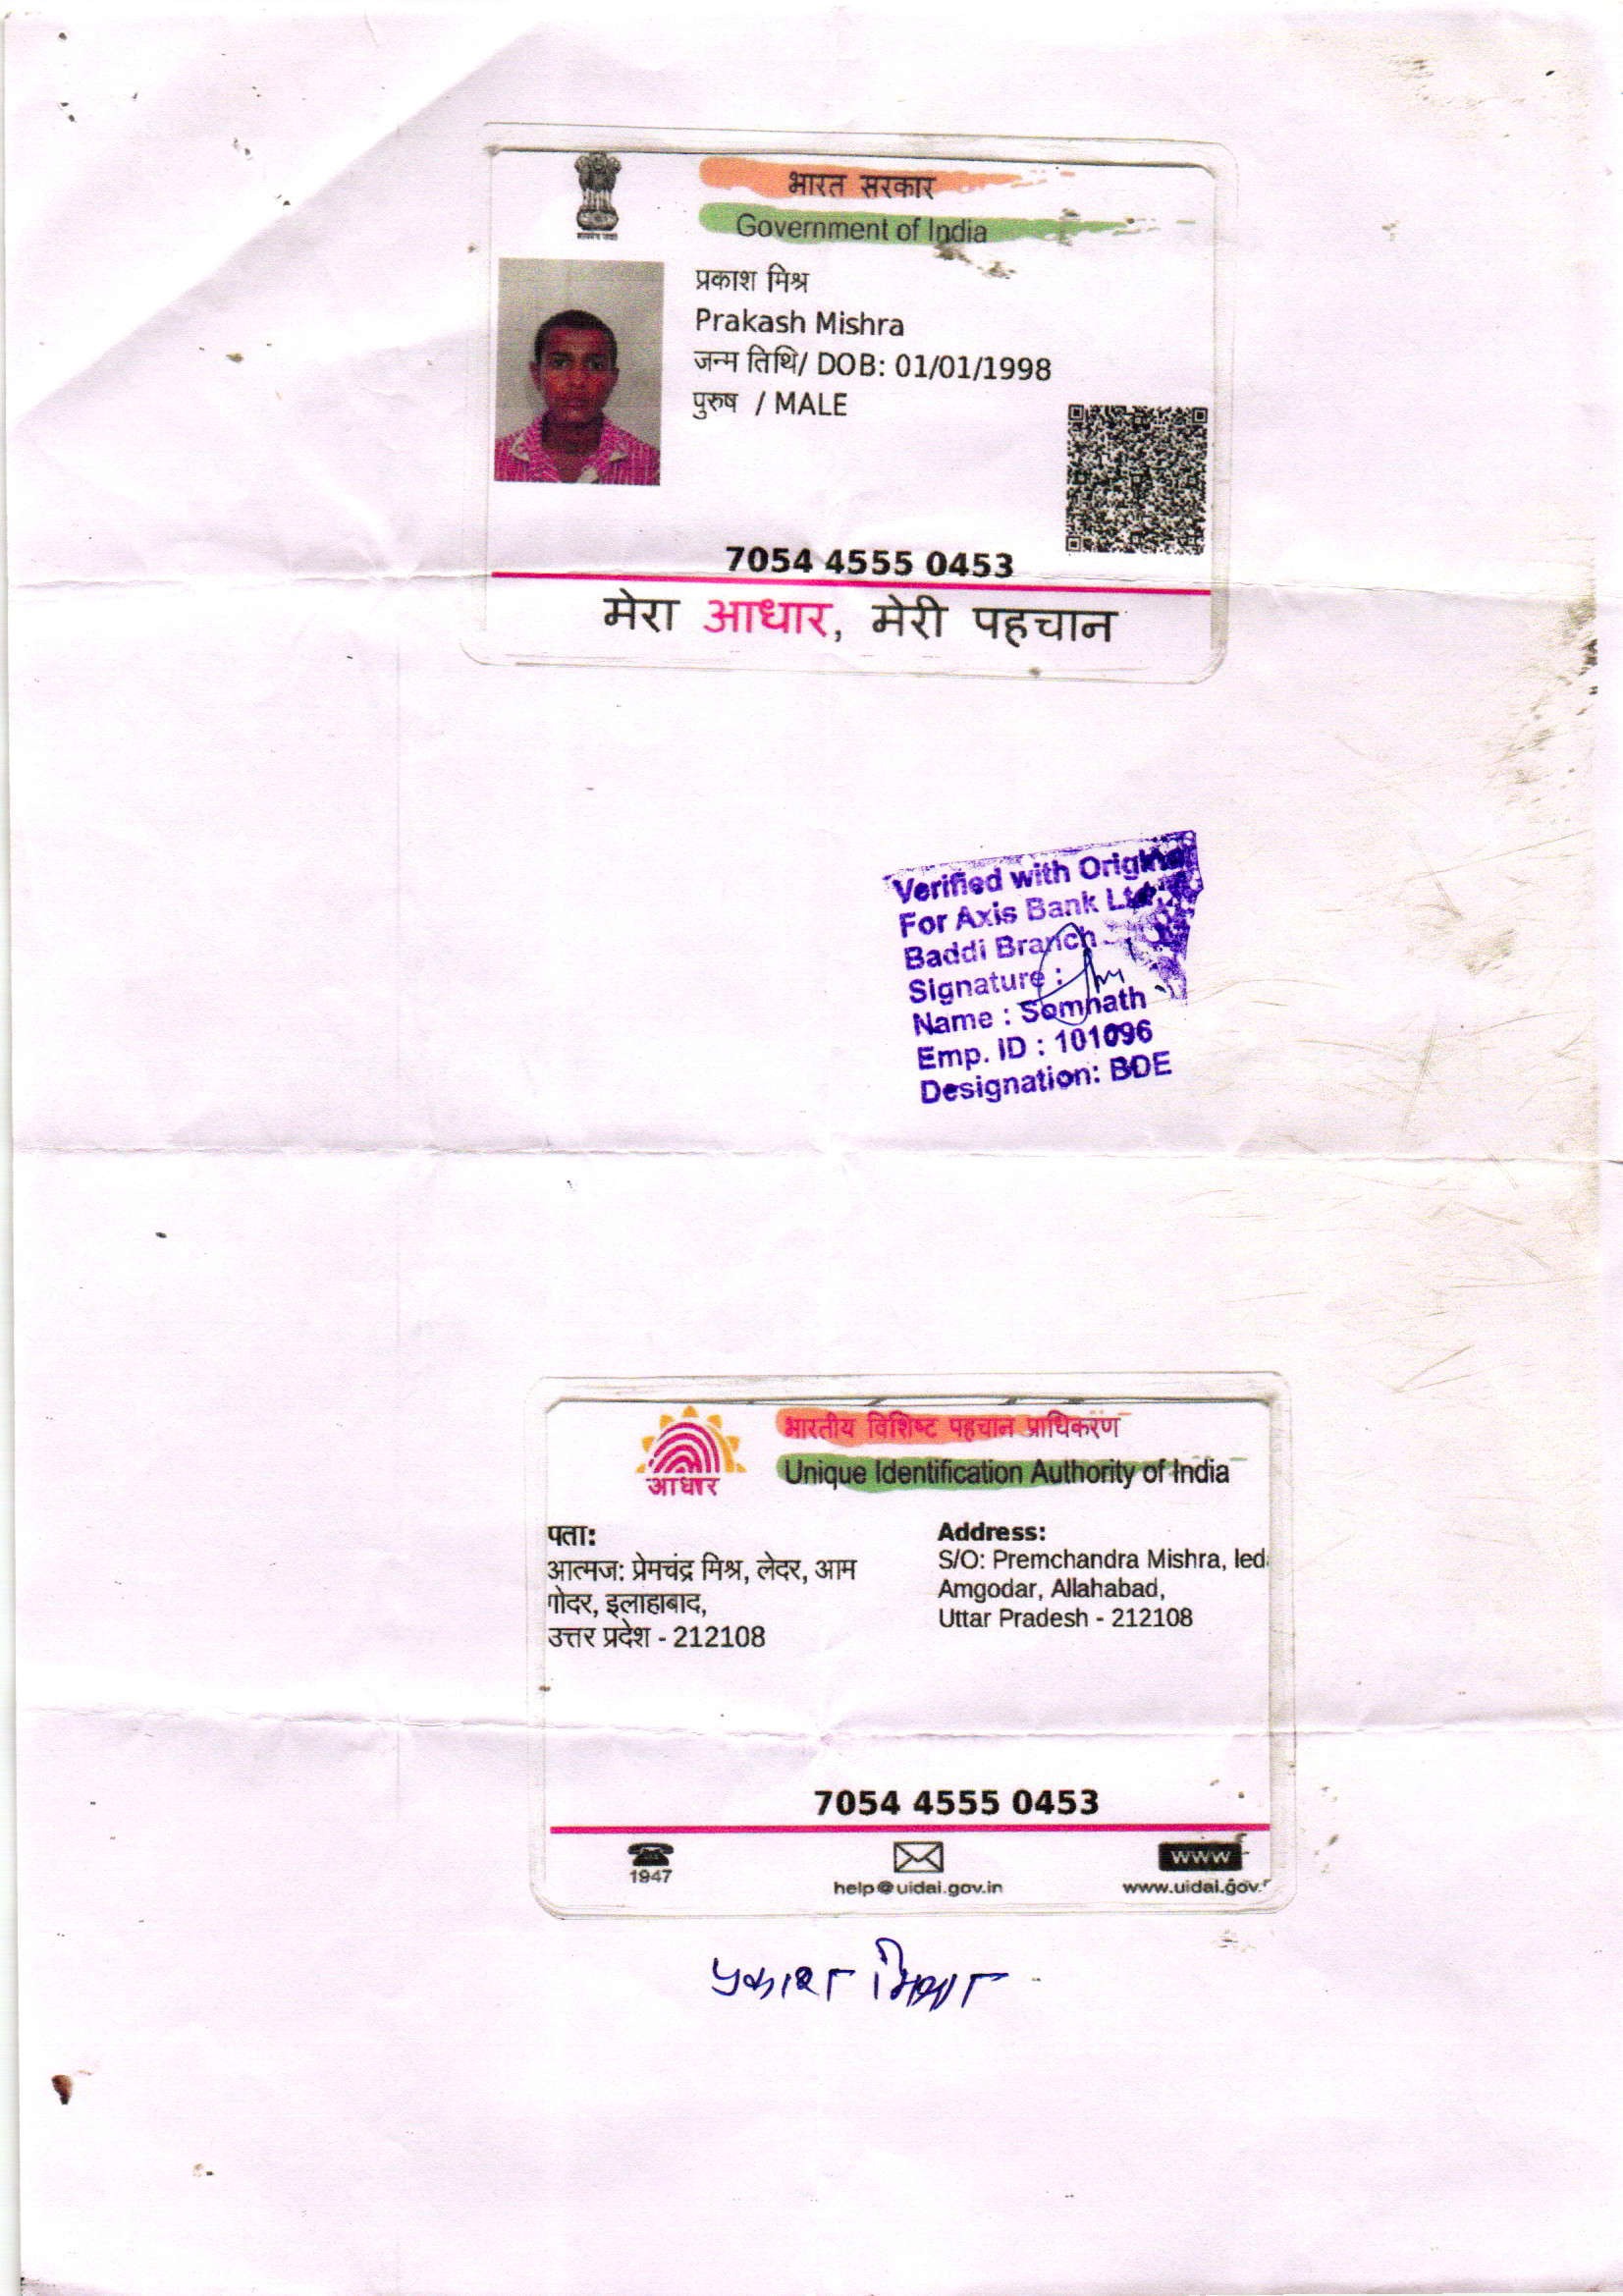 भारत सरकार
Government of India
प्रकाश मिश्र
Prakash Mishra
जन्म तिथि/ DOB: 01/01/1998
पुरुष / MALE
7054 4555 0453
मेरा आधार, मेरी पहचान
Verified with Original
For Axis Bank Ltd.
Baddi Branch
Signature :
Name : Somnath
Emp. ID : 101096
Designation: BDE
आधार
भारतीय विशिष्ट पहचान प्राधिकरण
Unique Identification Authority of India
पता:
आत्मज: प्रेमचंद्र मिश्र, लेदर, आम
गोदर, इलाहाबाद,
उत्तर प्रदेश - 212108
Address:
S/O: Premchandra Mishra, led
Amgodar, Allahabad,
Uttar Pradesh - 212108
7054 4555 0453
1947
help@uidai.gov.in
www
www.uidai.gov.